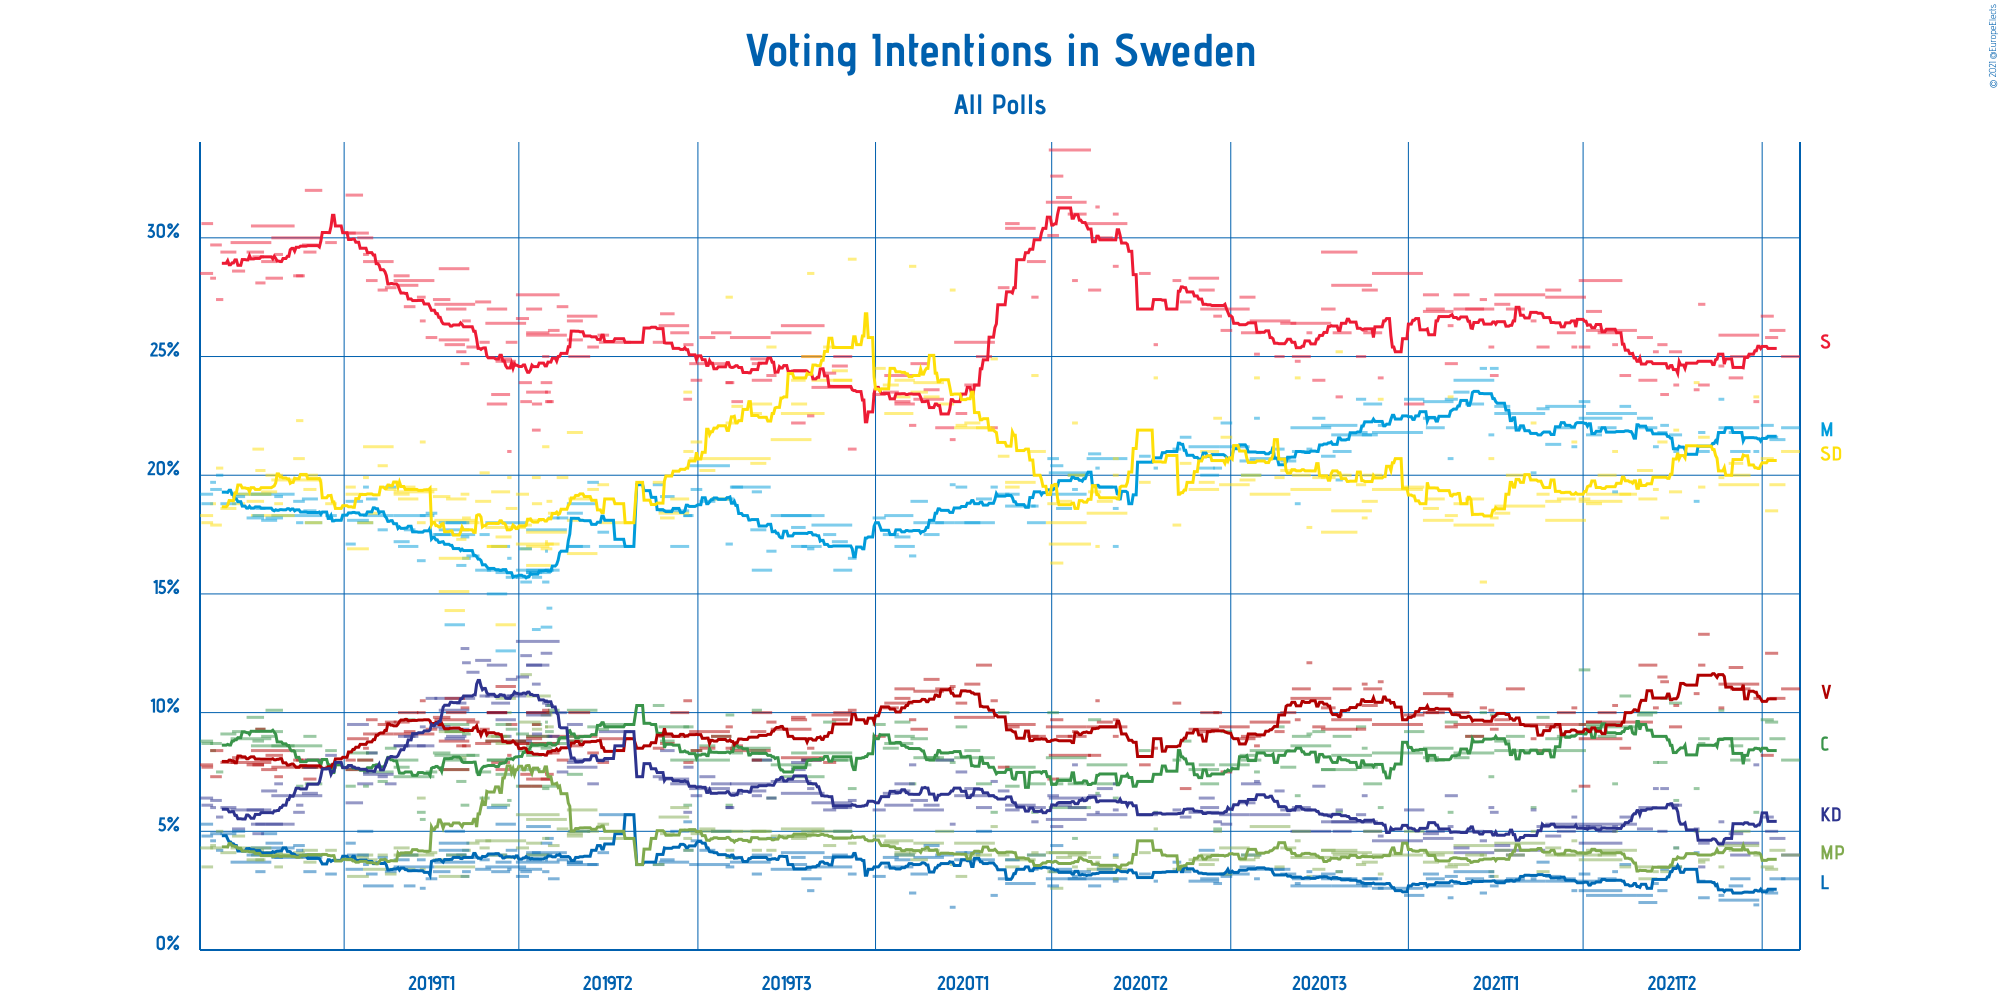 Voting Intentions in Sweden
All Polls
© 2021 @EuropeElects
30%
25%
20%
15%
10%
5%
0%
S
M
SD
V
C
KD
MP
L
2019T1 2019T2 2019T3 2020T1 2020T2 2020T3 2021T1 2021T2